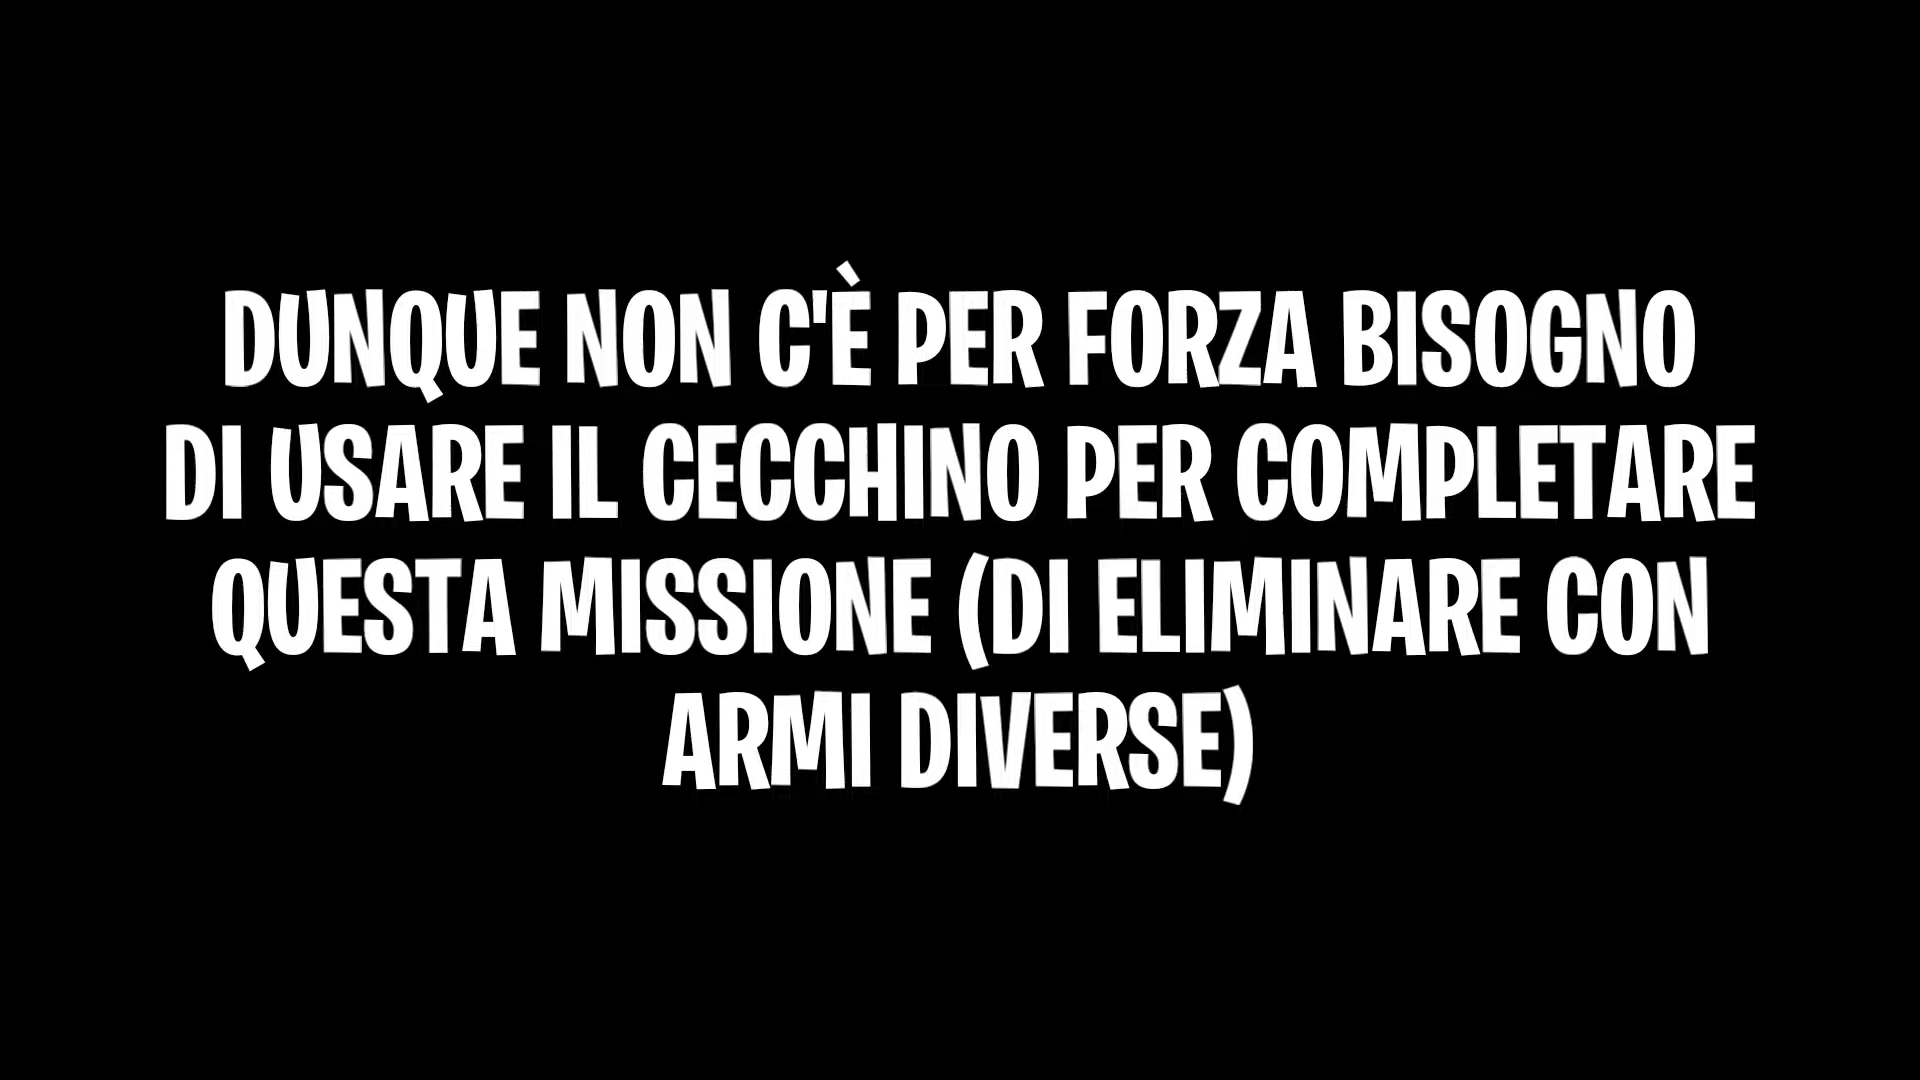 DUNQUE NON C'È PER FORZA BISOGNO
DI USARE IL CECCHINO PER COMPLETARE
QUESTA MISSIONE (DI ELIMINARE CON
ARMI DIVERSE)